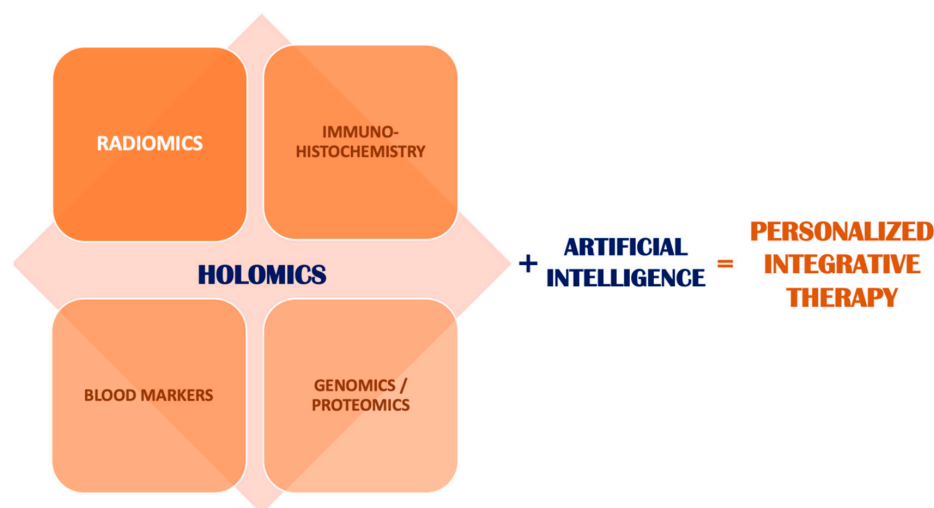 RADIOMICS
IMMUNO-
HISTOCHEMISTRY
HOLOMICS
BLOOD MARKERS
GENOMICS /
PROTEOMICS
+
ARTIFICIAL
INTELLIGENCE
=
PERSONALIZED
INTEGRATIVE
THERAPY